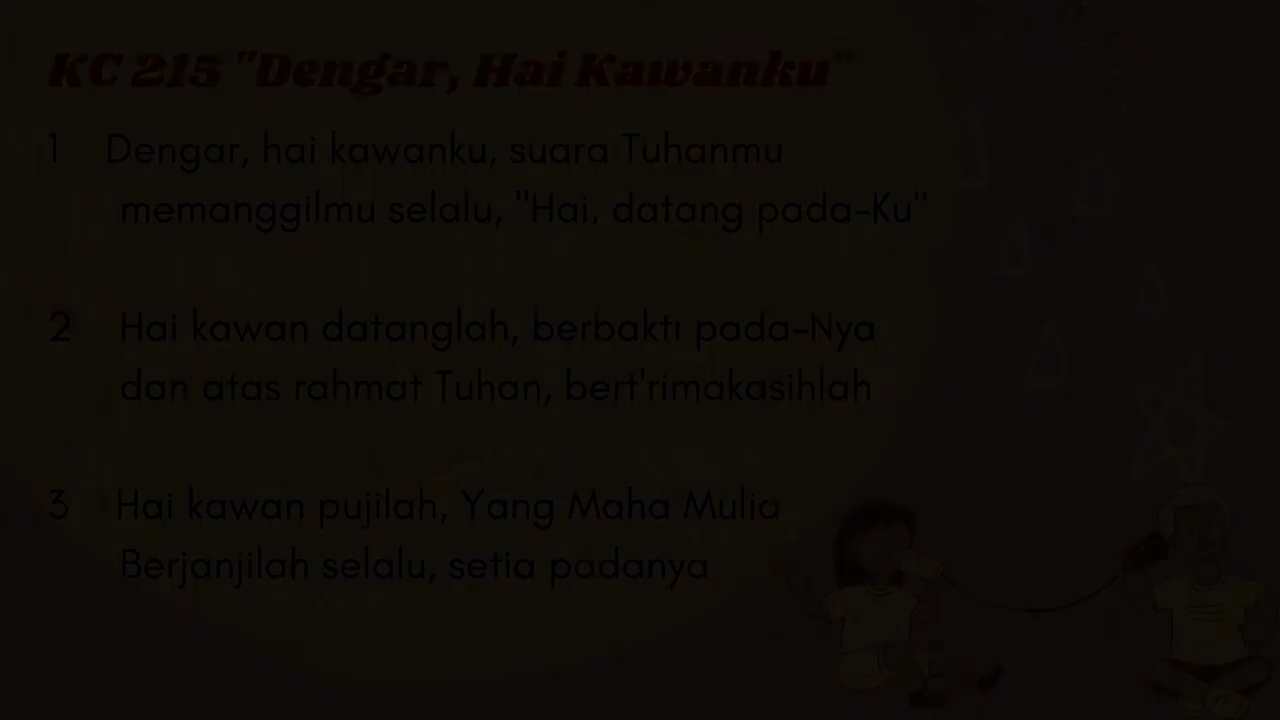 KC 215 "Dengar, Hai Kawanku"
1 Dengar, hai kawanku, suara Tuhanmu
memanggilmu selalu, "Hai, datang pada-Ku"
2 Hai kawan datanglah, berbakti pada-Nya
dan atas rahmat Tuhan, bert'rimakasihlah
3 Hai kawan pujilah, Yang Maha Mulia
Berjanjilah selalu, setia padanya